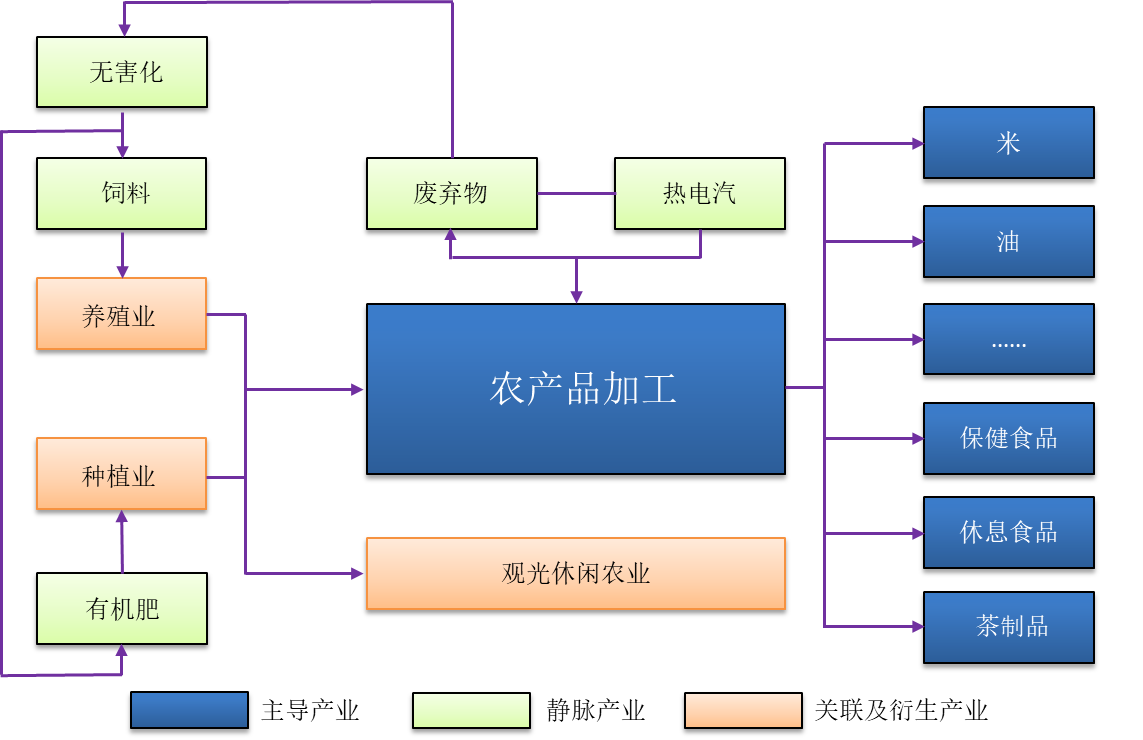 无害化
饲料
废弃物
热电汽
养殖业
农产品加工
种植业
有机肥
观光休闲农业
米
油
……
保健食品
休息食品
茶制品
主导产业
静脉产业
关联及衍生产业